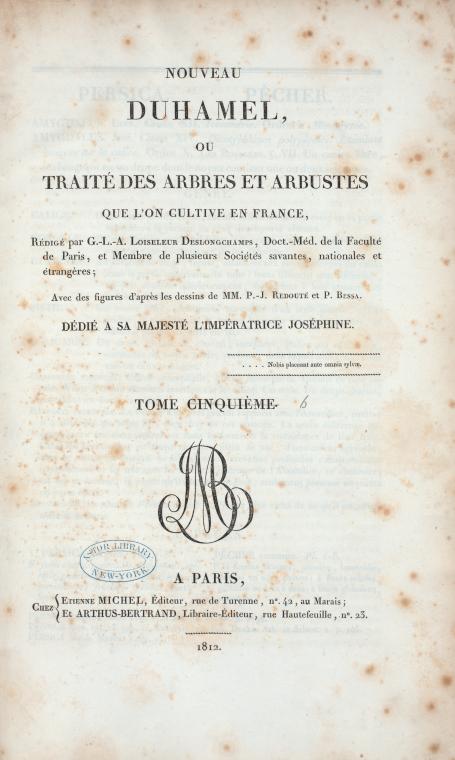 NOUVEAU
DUHAMEL,
OU
TRAITÉ DES ARBRES ET ARBUSTES
QUE L'ON CULTIVE EN FRANCE,
Rédigé par G.-L.-A. Loiseleur Deslongchamps, Doct.-Méd. de la Faculté
de Paris, et Membre de plusieurs Sociétés savantes, nationales et
étrangères;
Avec des figures d'après les dessins de MM. P.-J. Redouté et P. Bessa.
DÉDIÉ A SA MAJESTÉ L'IMPÉRATRICE JOSÉPHINE.
.... Nobis placeant ante omnia sylvæ.
TOME CINQUIÈME. 6
ASTOR LIBRARY
NEW-YORK
A PARIS,
Chez { Etienne MICHEL, Éditeur, rue de Turenne, n°. 42, au Marais;
Et ARTHUS-BERTRAND, Libraire-Éditeur, rue Hautefeuille, n°. 23.
1812.